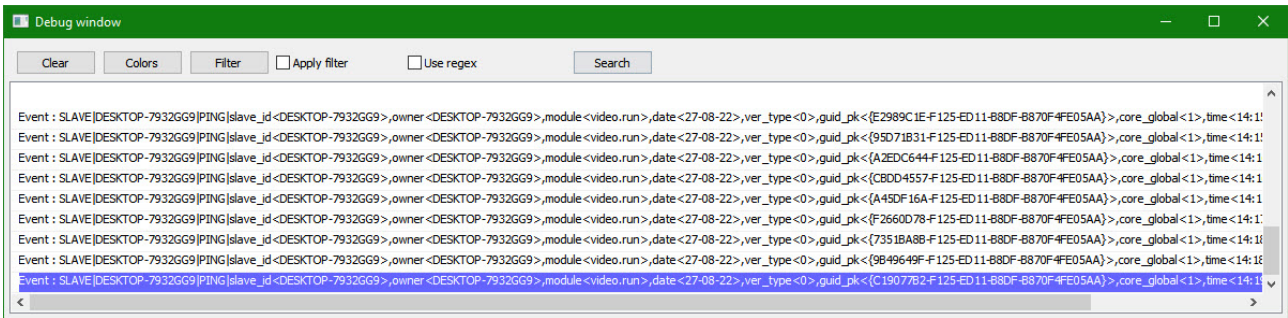 Debug window
Clear Colors Filter Apply filter Use regex Search
Event : SLAVE|DESKTOP-7932GG9|PING|slave_id<DESKTOP-7932GG9>,owner<DESKTOP-7932GG9>,module<video.run>,date<27-08-22>,ver_type<0>,guid_pk<{E2989C1E-F125-ED11-B8DF-B870F4FE05AA}>,core_global<1>,time<14:1
Event : SLAVE|DESKTOP-7932GG9|PING|slave_id<DESKTOP-7932GG9>,owner<DESKTOP-7932GG9>,module<video.run>,date<27-08-22>,ver_type<0>,guid_pk<{95D71B31-F125-ED11-B8DF-B870F4FE05AA}>,core_global<1>,time<14:1
Event : SLAVE|DESKTOP-7932GG9|PING|slave_id<DESKTOP-7932GG9>,owner<DESKTOP-7932GG9>,module<video.run>,date<27-08-22>,ver_type<0>,guid_pk<{A2EDC644-F125-ED11-B8DF-B870F4FE05AA}>,core_global<1>,time<14:1
Event : SLAVE|DESKTOP-7932GG9|PING|slave_id<DESKTOP-7932GG9>,owner<DESKTOP-7932GG9>,module<video.run>,date<27-08-22>,ver_type<0>,guid_pk<{CBDD4557-F125-ED11-B8DF-B870F4FE05AA}>,core_global<1>,time<14:1
Event : SLAVE|DESKTOP-7932GG9|PING|slave_id<DESKTOP-7932GG9>,owner<DESKTOP-7932GG9>,module<video.run>,date<27-08-22>,ver_type<0>,guid_pk<{A45DF16A-F125-ED11-B8DF-B870F4FE05AA}>,core_global<1>,time<14:1
Event : SLAVE|DESKTOP-7932GG9|PING|slave_id<DESKTOP-7932GG9>,owner<DESKTOP-7932GG9>,module<video.run>,date<27-08-22>,ver_type<0>,guid_pk<{F2660D78-F125-ED11-B8DF-B870F4FE05AA}>,core_global<1>,time<14:1
Event : SLAVE|DESKTOP-7932GG9|PING|slave_id<DESKTOP-7932GG9>,owner<DESKTOP-7932GG9>,module<video.run>,date<27-08-22>,ver_type<0>,guid_pk<{7351BA8B-F125-ED11-B8DF-B870F4FE05AA}>,core_global<1>,time<14:18
Event : SLAVE|DESKTOP-7932GG9|PING|slave_id<DESKTOP-7932GG9>,owner<DESKTOP-7932GG9>,module<video.run>,date<27-08-22>,ver_type<0>,guid_pk<{9B49649F-F125-ED11-B8DF-B870F4FE05AA}>,core_global<1>,time<14:18
Event : SLAVE|DESKTOP-7932GG9|PING|slave_id<DESKTOP-7932GG9>,owner<DESKTOP-7932GG9>,module<video.run>,date<27-08-22>,ver_type<0>,guid_pk<{C19077B2-F125-ED11-B8DF-B870F4FE05AA}>,core_global<1>,time<14:1